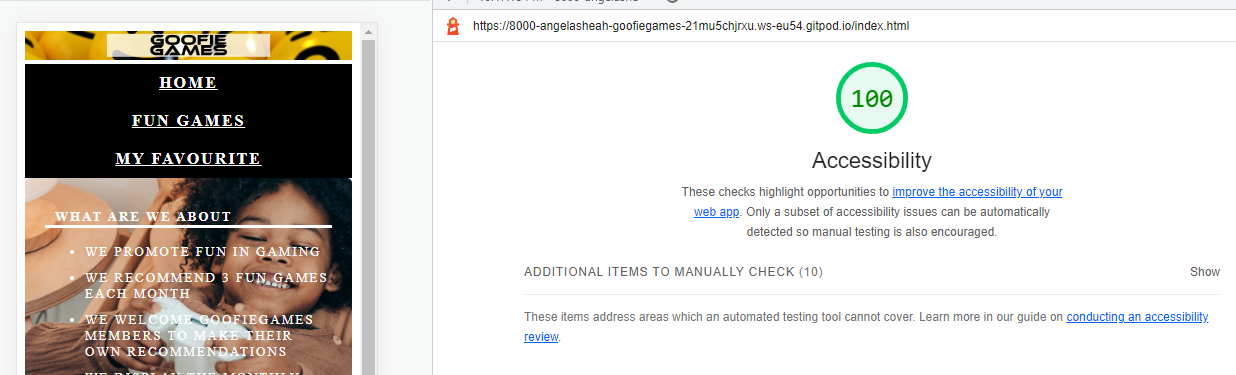 https://8000-angelasheah-goofiegames-21mu5chjrxu.ws-eu54.gitpod.io/index.html
GOOFIE
GAMES
HOME
FUN GAMES
MY FAVOURITE
WHAT ARE WE ABOUT
• WE PROMOTE FUN IN GAMING
• WE RECOMMEND 3 FUN GAMES
EACH MONTH
• WE WELCOME GOOFIEGAMES
MEMBERS TO MAKE THEIR
OWN RECOMMENDATIONS
100
Accessibility
These checks highlight opportunities to improve the accessibility of your
web app. Only a subset of accessibility issues can be automatically
detected so manual testing is also encouraged.
ADDITIONAL ITEMS TO MANUALLY CHECK (10)
Show
These items address areas which an automated testing tool cannot cover. Learn more in our guide on conducting an accessibility
review.